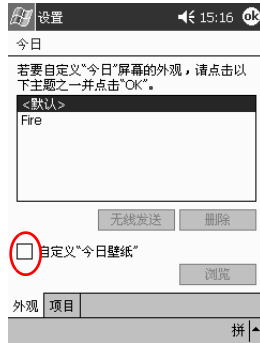 设置 15:16 ok
今日
若要自定义“今日”屏幕的外观，请点击以
下主题之一并点击“OK”。
<默认>
Fire
无线发送 删除
自定义“今日壁纸”
浏览
外观 项目
拼